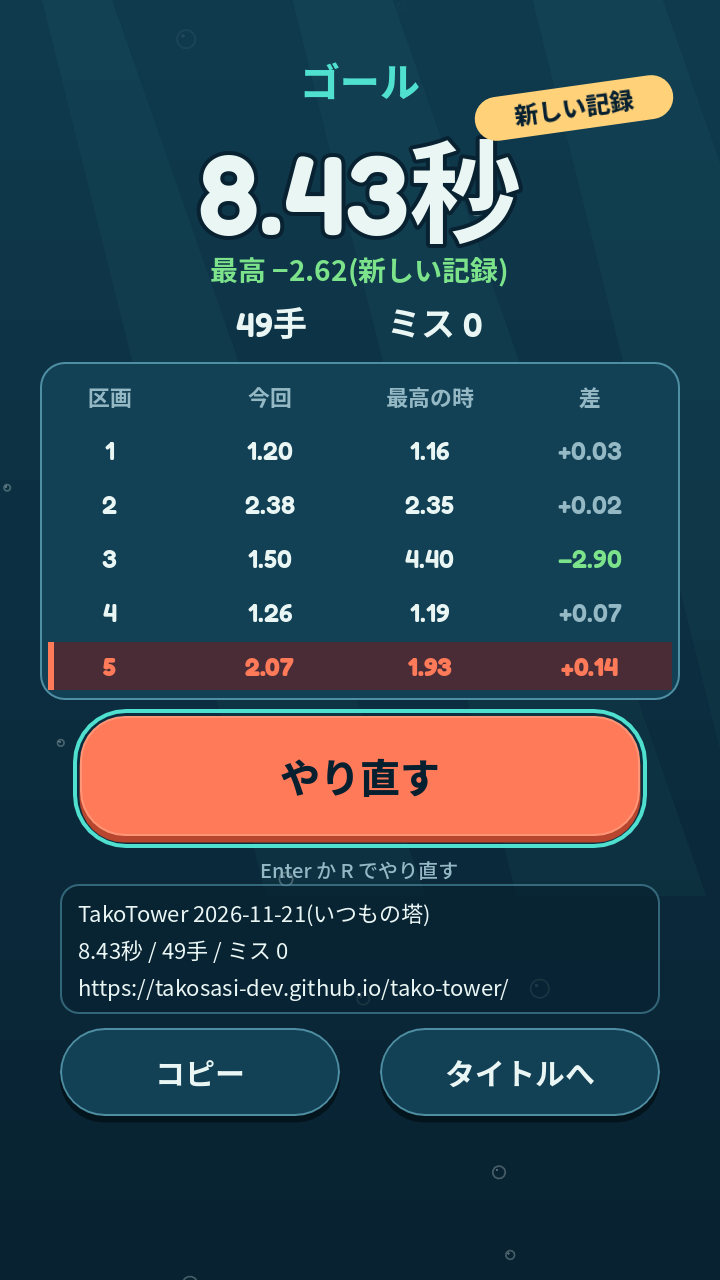 ゴール
新しい記録
8.43秒
最高 −2.62(新しい記録)
49手 ミス 0
区画 今回 最高の時 差
1 1.20 1.16 +0.03
2 2.38 2.35 +0.02
3 1.50 4.40 −2.90
4 1.26 1.19 +0.07
5 2.07 1.93 +0.14
やり直す
Enter か R でやり直す
TakoTower 2026-11-21(いつもの塔)
8.43秒 / 49手 / ミス 0
https://takosasi-dev.github.io/tako-tower/
コピー タイトルへ